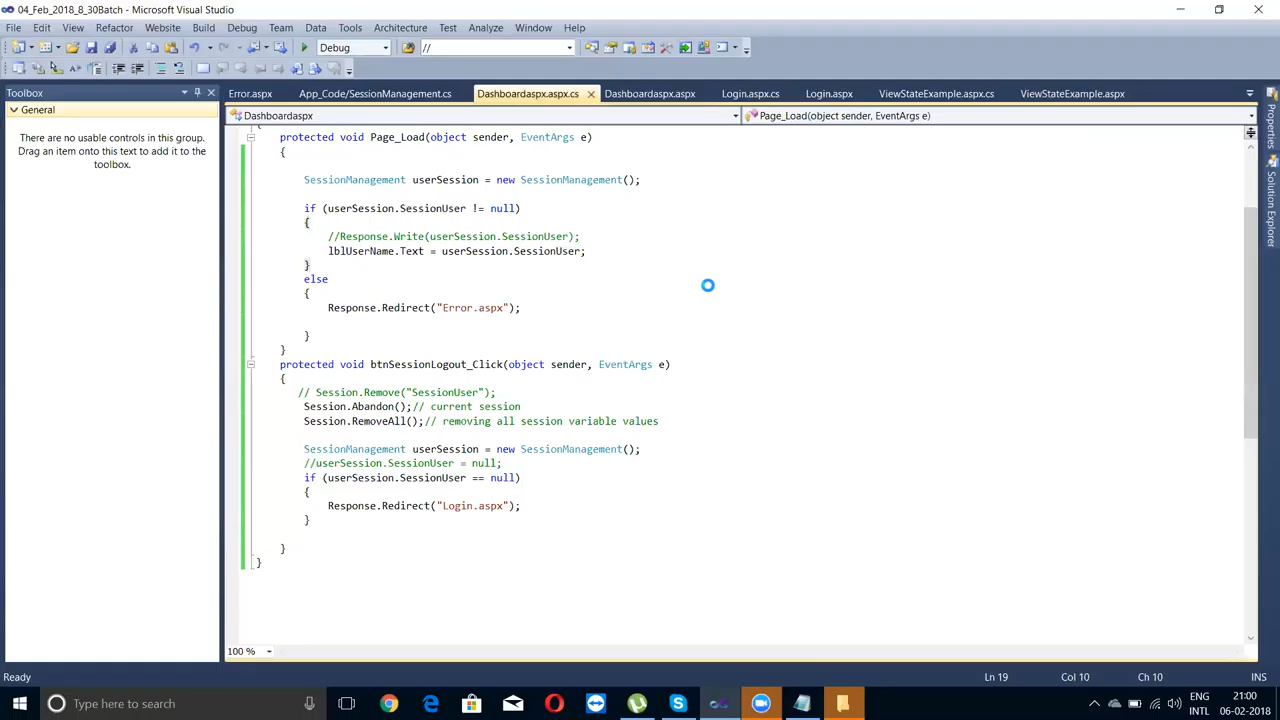 04_Feb_2018_8_30Batch - Microsoft Visual Studio
File Edit View Refactor Website Build Debug Team Data Tools Architecture Test Analyze Window Help
Debug //
Toolbox
Error.aspx App_Code/SessionManagement.cs Dashboardaspx.aspx.cs Dashboardaspx.aspx Login.aspx.cs Login.aspx ViewStateExample.aspx.cs ViewStateExample.aspx
General
There are no usable controls in this group. Drag an item onto this text to add it to the toolbox.
Dashboardaspx Page_Load(object sender, EventArgs e)
{
protected void Page_Load(object sender, EventArgs e)
{
SessionManagement userSession = new SessionManagement();
if (userSession.SessionUser != null)
{
//Response.Write(userSession.SessionUser);
lblUserName.Text = userSession.SessionUser;
}
else
{
Response.Redirect("Error.aspx");
}
}
protected void btnSessionLogout_Click(object sender, EventArgs e)
{
// Session.Remove("SessionUser");
Session.Abandon();// current session
Session.RemoveAll();// removing all session variable values
SessionManagement userSession = new SessionManagement();
//userSession.SessionUser = null;
if (userSession.SessionUser == null)
{
Response.Redirect("Login.aspx");
}
}
}
100 %
Properties
Solution Explorer
Ready Ln 19 Col 10 Ch 10 INS
Type here to search
ENG 21:00
INTL 06-02-2018